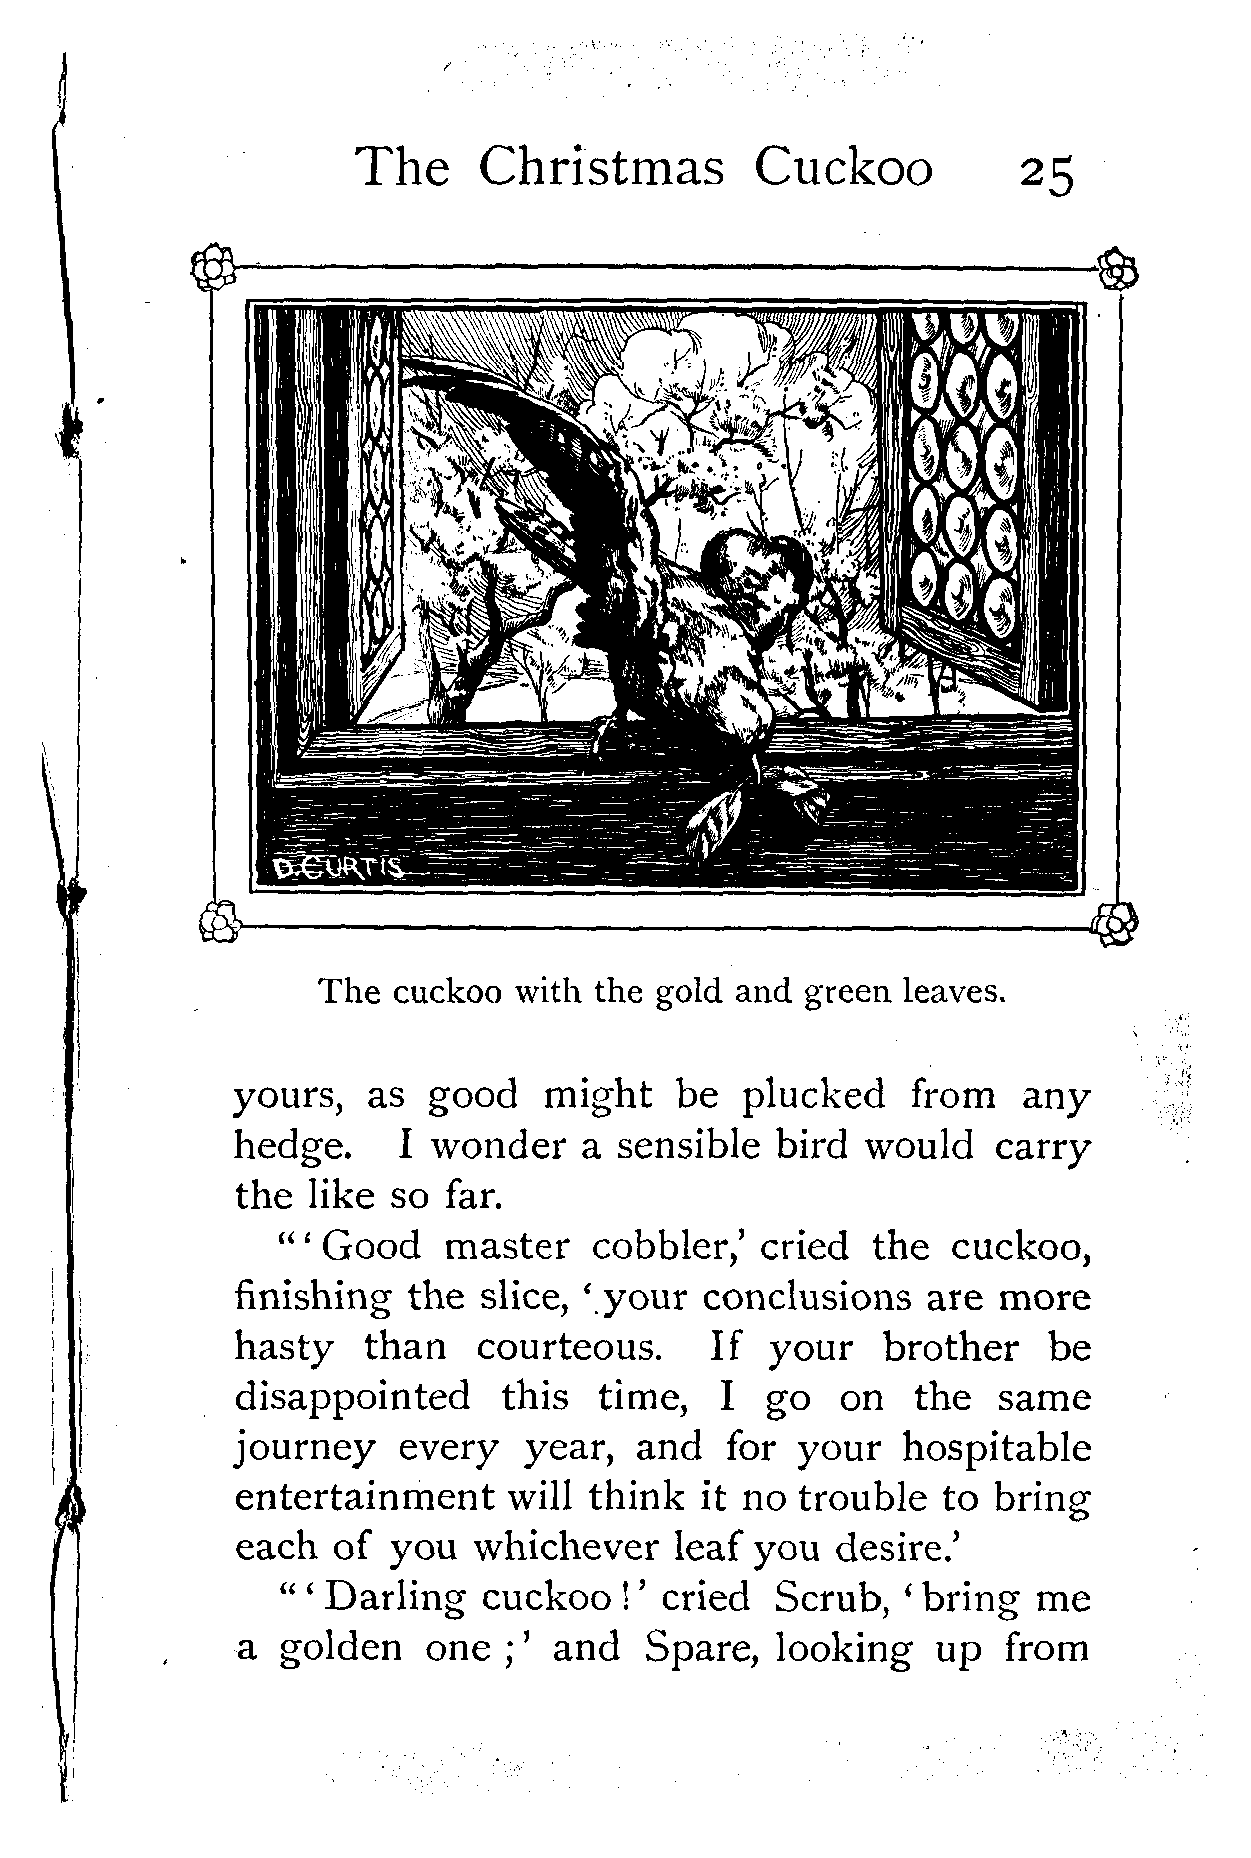 The Christmas Cuckoo 25
D. CURTIS
The cuckoo with the gold and green leaves.
yours, as good might be plucked from any
hedge. I wonder a sensible bird would carry
the like so far.
"'Good master cobbler,' cried the cuckoo,
finishing the slice, 'your conclusions are more
hasty than courteous. If your brother be
disappointed this time, I go on the same
journey every year, and for your hospitable
entertainment will think it no trouble to bring
each of you whichever leaf you desire.'
"'Darling cuckoo!' cried Scrub, 'bring me
a golden one;' and Spare, looking up from